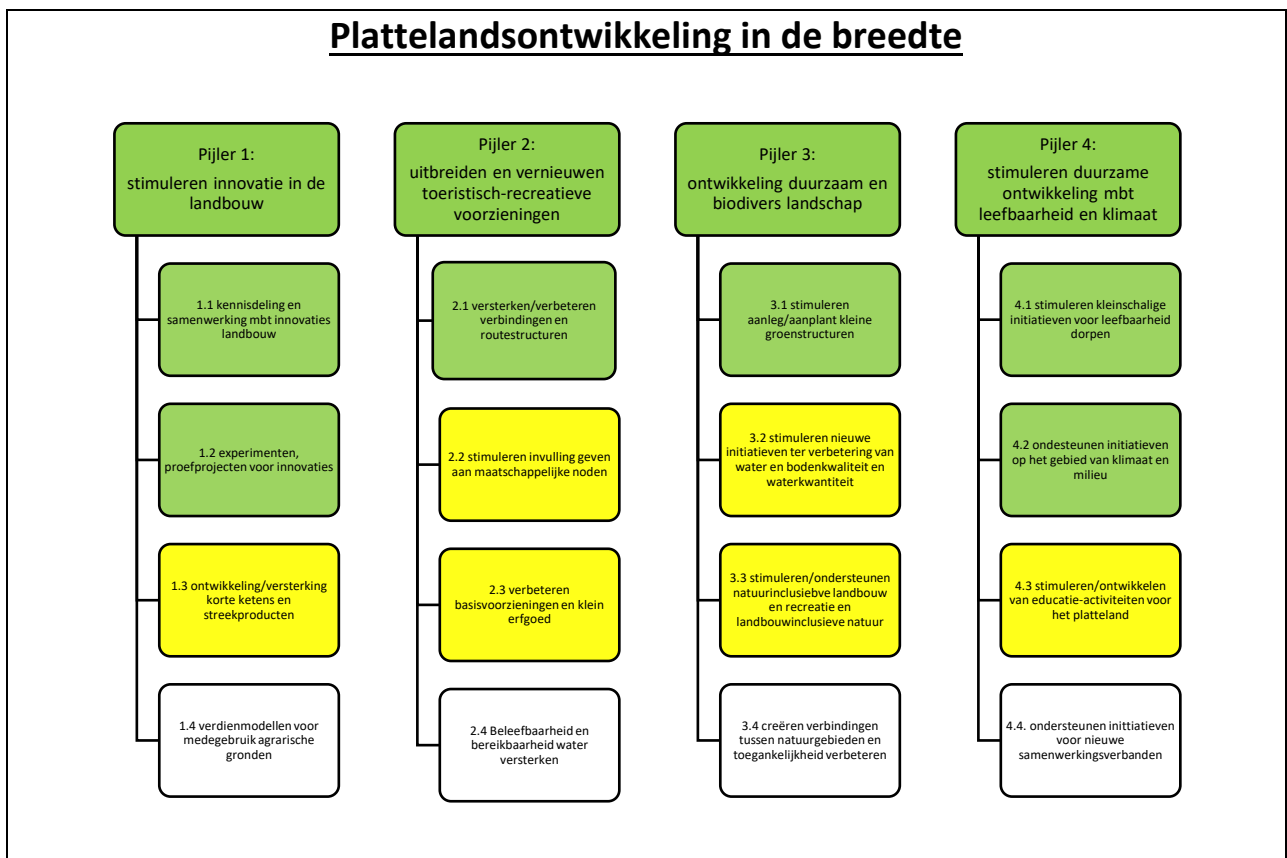 Plattelandsontwikkeling in de breedte
Pijler 1:
stimuleren innovatie in de
landbouw
1.1 kennisdeling en
samenwerking mbt innovaties
landbouw
1.2 experimenten,
proefprojecten voor innovaties
1.3 ontwikkeling/versterking
korte ketens en
streekproducten
1.4 verdienmodellen voor
medegebruik agrarische
gronden
Pijler 2:
uitbreiden en vernieuwen
toeristisch-recreatieve
voorzieningen
2.1 versterken/verbeteren
verbindingen en
routestructuren
2.2 stimuleren invulling geven
aan maatschappelijke noden
2.3 verbeteren
basisvoorzieningen en klein
erfgoed
2.4 Beleefbaarheid en
bereikbaarheid water
versterken
Pijler 3:
ontwikkeling duurzaam en
biodivers landschap
3.1 stimuleren
aanleg/aanplant kleine
groenstructuren
3.2 stimuleren nieuwe
initiatieven ter verbetering van
water en bodenkwaliteit en
waterkwantiteit
3.3 stimuleren/ondersteunen
natuurinclusiebve landbouw
en recreatie en
landbouwinclusieve natuur
3.4 creëren verbindingen
tussen natuurgebieden en
toegankelijkheid verbeteren
Pijler 4:
stimuleren duurzame
ontwikkeling mbt
leefbaarheid en klimaat
4.1 stimuleren kleinschalige
initiatieven voor leefbaarheid
dorpen
4.2 ondesteunen initiatieven
op het gebied van klimaat en
milieu
4.3 stimuleren/ontwikkelen
van educatie-activiteiten voor
het platteland
4.4. ondersteunen inittiatieven
voor nieuwe
samenwerkingsverbanden